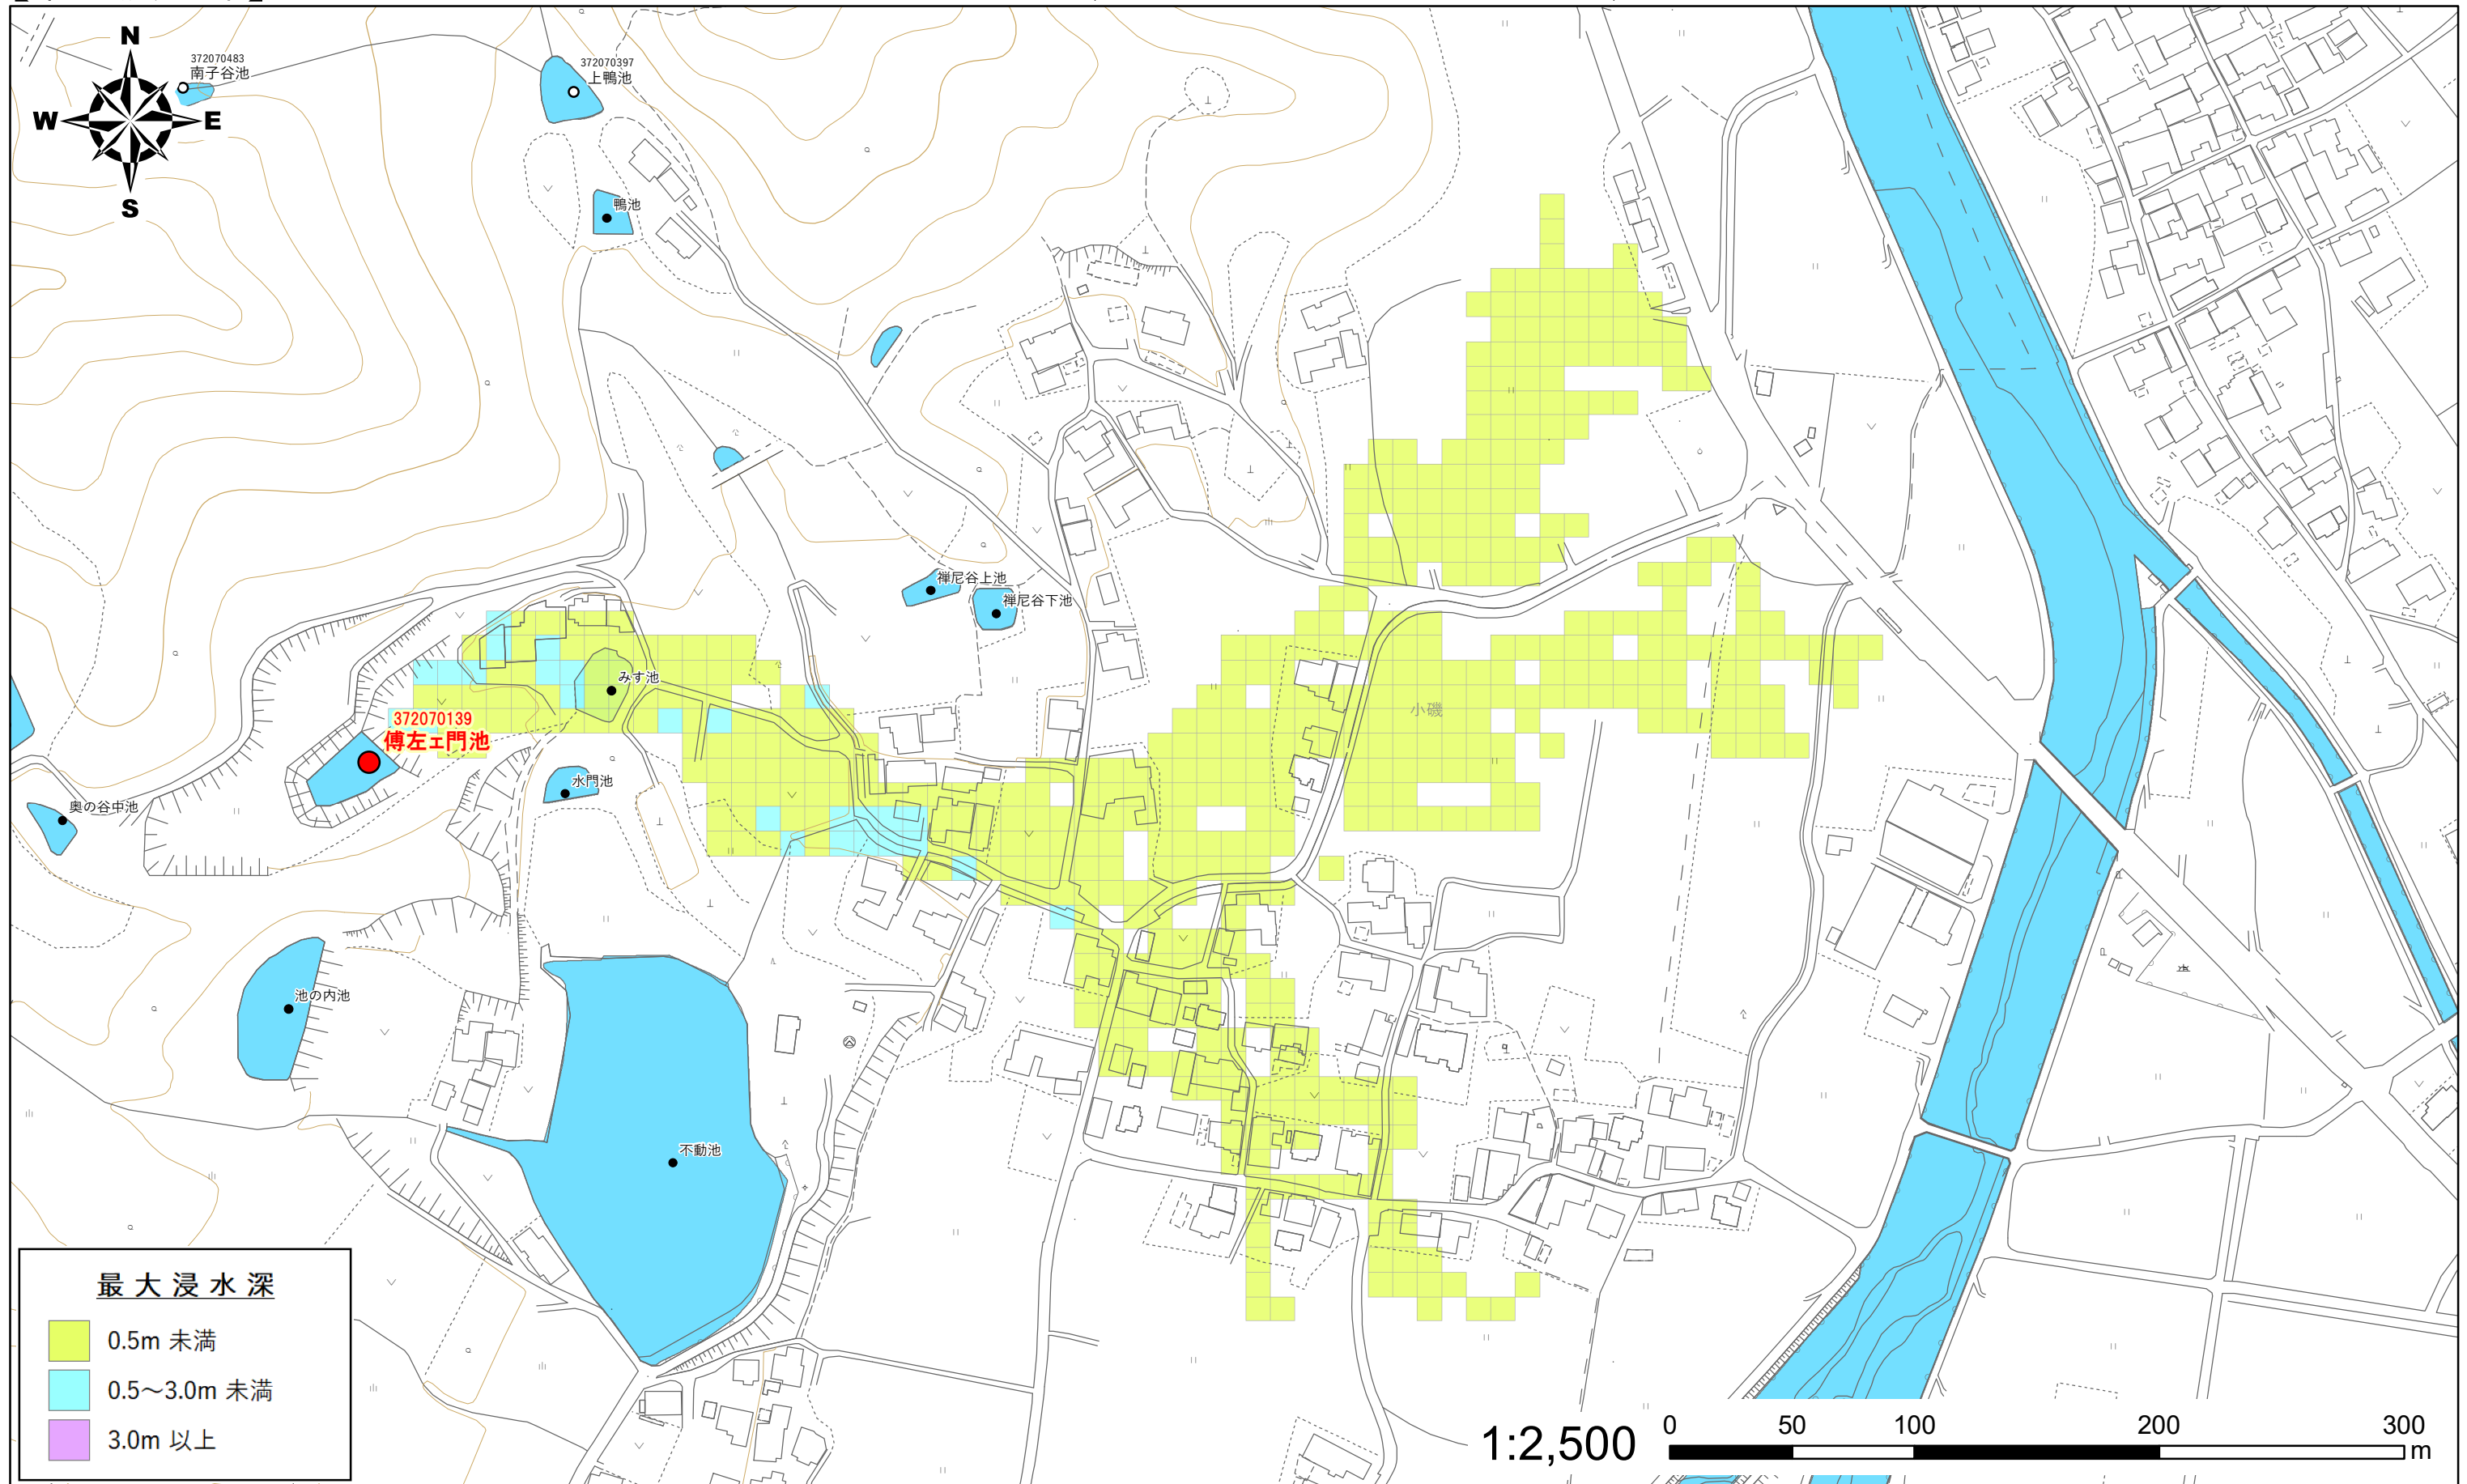 N
W
E
S
372070483
南子谷池
372070397
上鴨池
鴨池
禅尼谷上池
禅尼谷下池
みす池
372070139
傅左エ門池
水門池
奥の谷中池
小磯
池の内池
不動池
最大浸水深
0.5m 未満
0.5～3.0m 未満
3.0m 以上
1:2,500
0 50 100 200 300
m